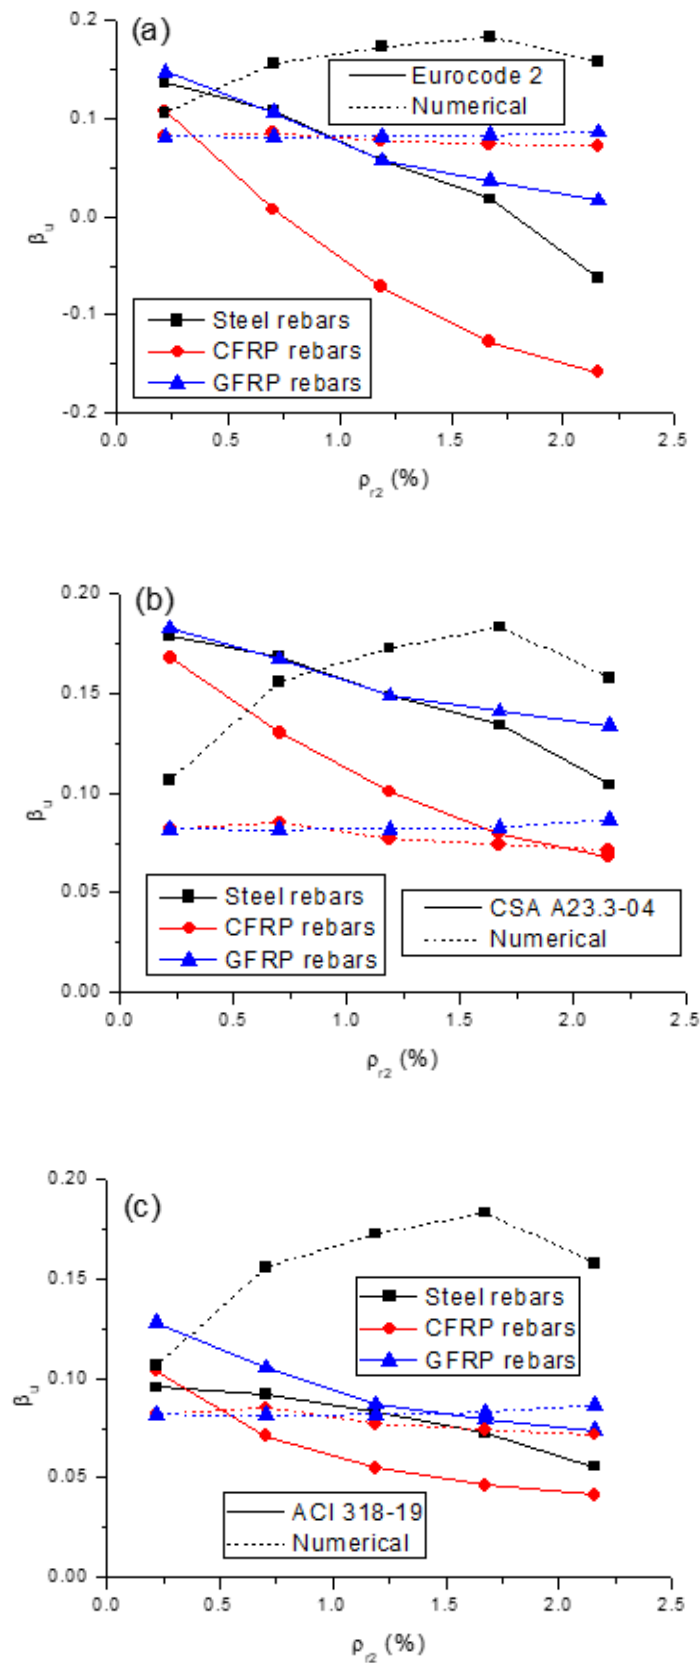 (a)
Eurocode 2
Numerical
0.2
0.1
0.0
-0.1
-0.2
βu
Steel rebars
CFRP rebars
GFRP rebars
0.0 0.5 1.0 1.5 2.0 2.5
ρr2 (%)
(b)
0.20
0.15
0.10
0.05
0.00
βu
Steel rebars
CFRP rebars
GFRP rebars
CSA A23.3-04
Numerical
0.0 0.5 1.0 1.5 2.0 2.5
ρr2 (%)
(c)
0.20
0.15
0.10
0.05
0.00
βu
Steel rebars
CFRP rebars
GFRP rebars
ACI 318-19
Numerical
0.0 0.5 1.0 1.5 2.0 2.5
ρr2 (%)